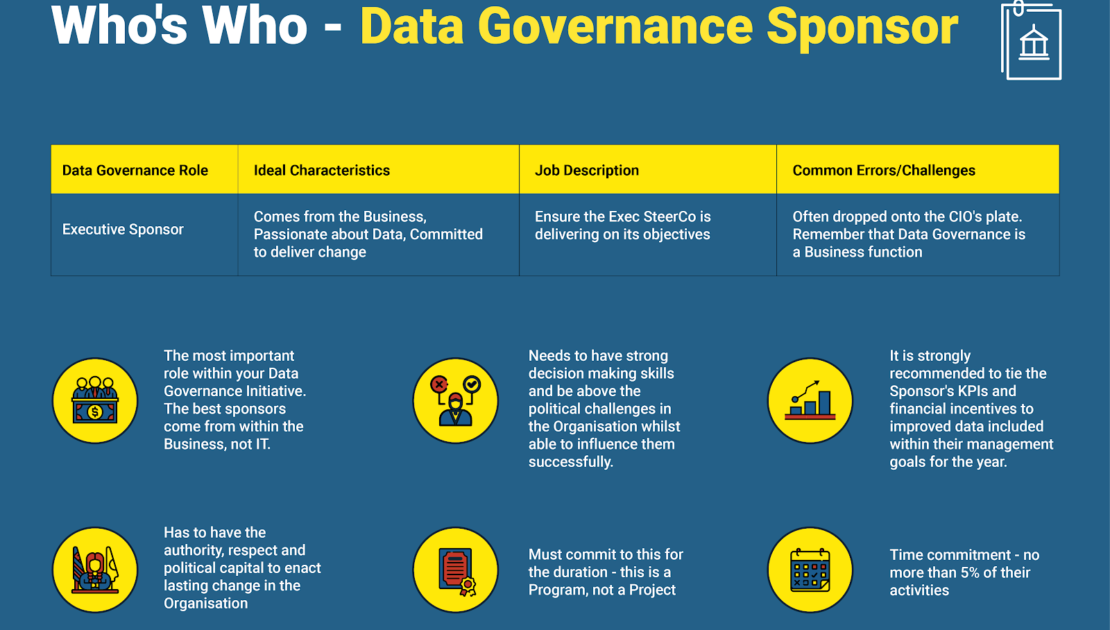 Who's Who - Data Governance Sponsor
Data Governance Role
Ideal Characteristics
Job Description
Common Errors/Challenges
Executive Sponsor
Comes from the Business,
Passionate about Data, Committed
to deliver change
Ensure the Exec SteerCo is
delivering on its objectives
Often dropped onto the CIO's plate.
Remember that Data Governance is
a Business function
The most important
role within your Data
Governance Initiative.
The best sponsors
come from within the
Business, not IT.
Needs to have strong
decision making skills
and be above the
political challenges in
the Organisation whilst
able to influence them
successfully.
It is strongly
recommended to tie the
Sponsor's KPIs and
financial incentives to
improved data included
within their management
goals for the year.
Has to have the
authority, respect and
political capital to enact
lasting change in the
Organisation
Must commit to this for
the duration - this is a
Program, not a Project
Time commitment - no
more than 5% of their
activities